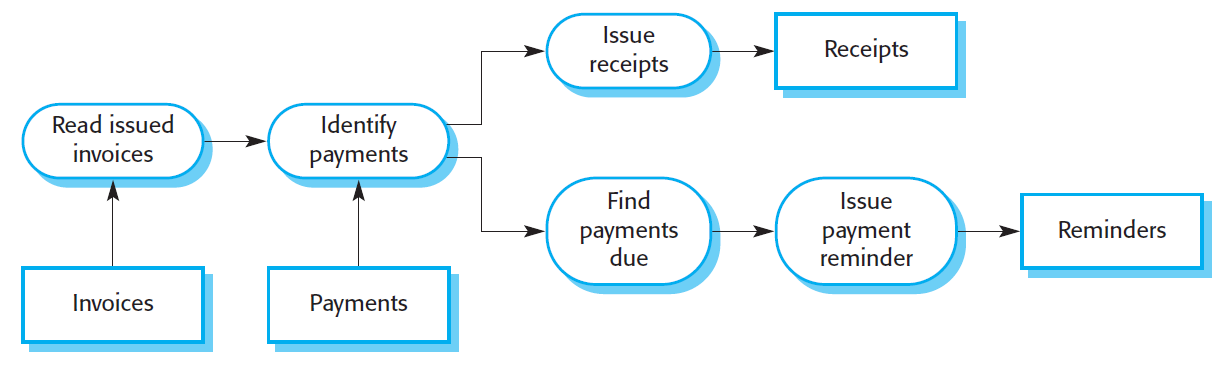 Issue
receipts
Receipts
Read issued
invoices
Identify
payments
Find
payments
due
Issue
payment
reminder
Reminders
Invoices
Payments